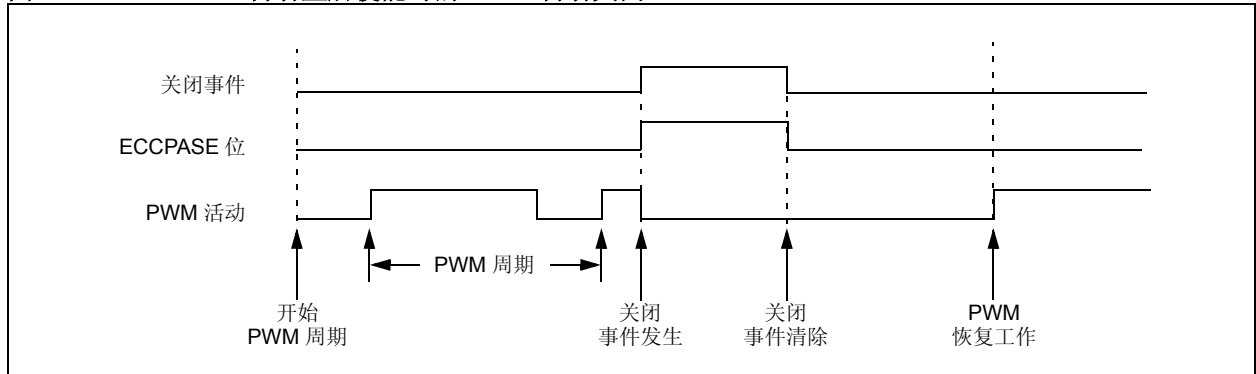 关闭事件
ECCPASE 位
PWM 活动
PWM 周期
开始
PWM 周期
关闭
事件发生
关闭
事件清除
PWM
恢复工作